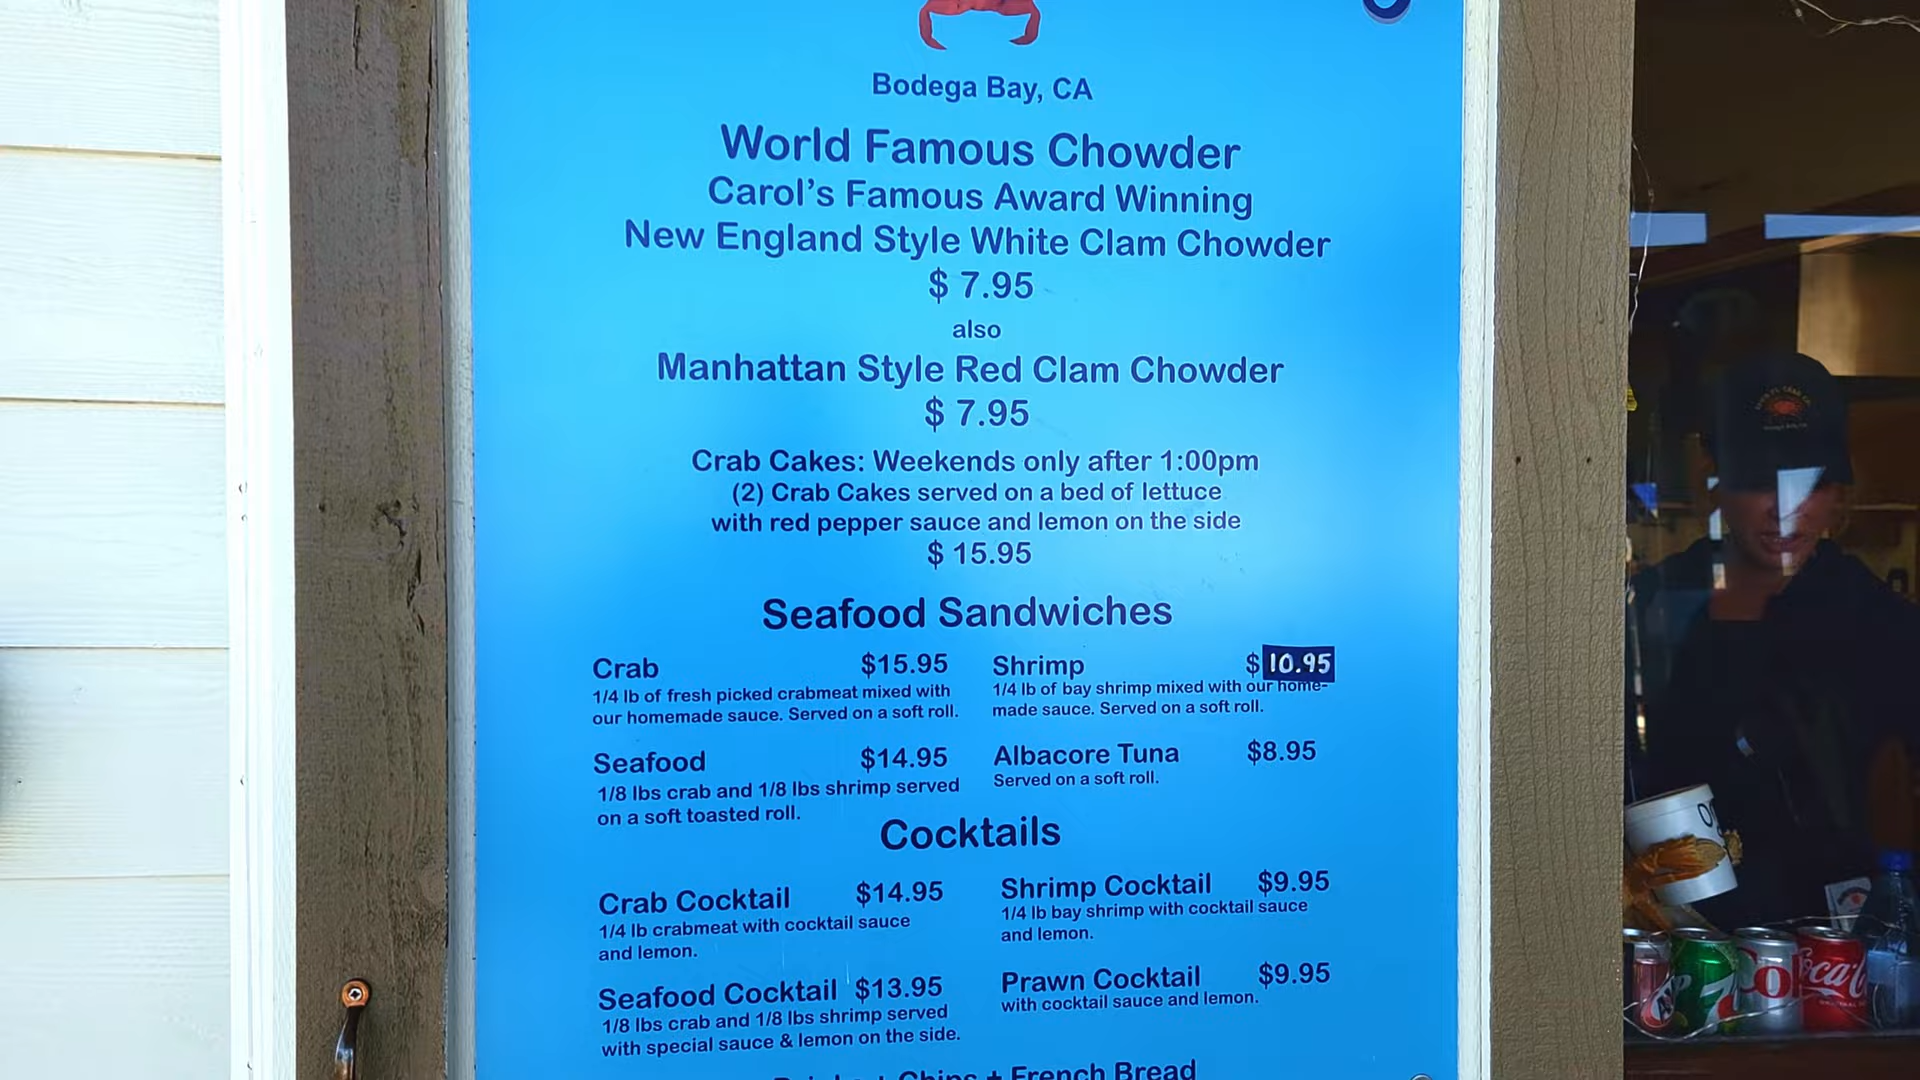 Bodega Bay, CA
World Famous Chowder
Carol's Famous Award Winning
New England Style White Clam Chowder
$ 7.95
also
Manhattan Style Red Clam Chowder
$ 7.95
Crab Cakes: Weekends only after 1:00pm
(2) Crab Cakes served on a bed of lettuce
with red pepper sauce and lemon on the side
$ 15.95
Seafood Sandwiches
Crab $15.95
1/4 lb of fresh picked crabmeat mixed with
our homemade sauce. Served on a soft roll.
Shrimp $ 10.95
1/4 lb of bay shrimp mixed with our home-
made sauce. Served on a soft roll.
Seafood $14.95
1/8 lbs crab and 1/8 lbs shrimp served
on a soft toasted roll.
Albacore Tuna $8.95
Served on a soft roll.
Cocktails
Crab Cocktail $14.95
1/4 lb crabmeat with cocktail sauce
and lemon.
Shrimp Cocktail $9.95
1/4 lb bay shrimp with cocktail sauce
and lemon.
Seafood Cocktail $13.95
1/8 lbs crab and 1/8 lbs shrimp served
with special sauce & lemon on the side.
Prawn Cocktail $9.95
with cocktail sauce and lemon.
Chips + French Bread